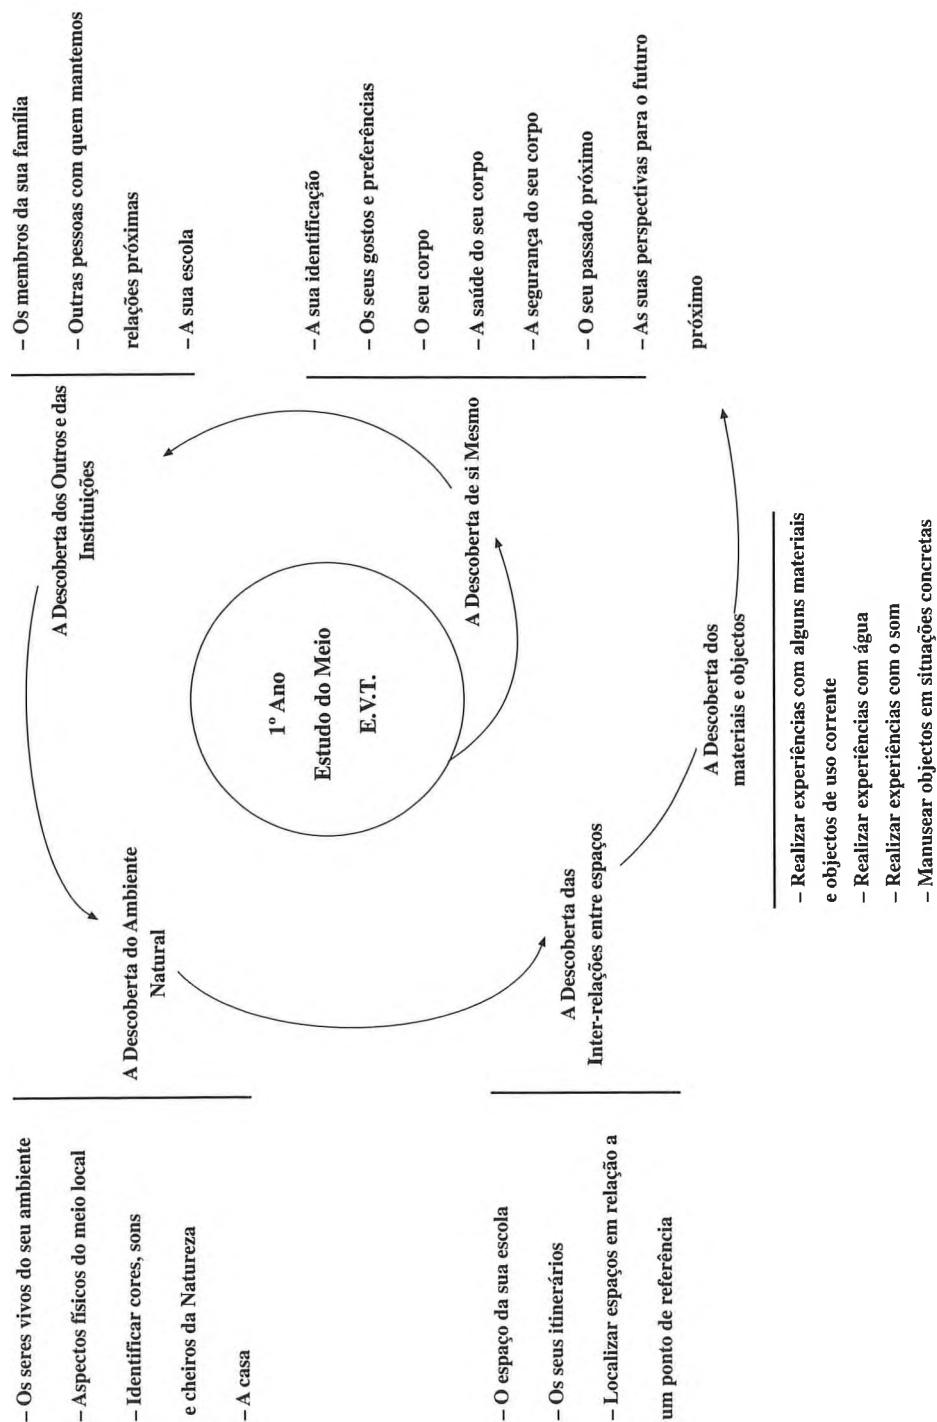 1º Ano
Estudo do Meio
E.V.T.
A Descoberta de si Mesmo
– A sua identificação
– Os seus gostos e preferências
– O seu corpo
– A saúde do seu corpo
– A segurança do seu corpo
– O seu passado próximo
– As suas perspectivas para o futuro
próximo
A Descoberta dos Outros e das
Instituições
– Os membros da sua família
– Outras pessoas com quem mantemos
relações próximas
– A sua escola
A Descoberta do Ambiente
Natural
– Os seres vivos do seu ambiente
– Aspectos físicos do meio local
– Identificar cores, sons
e cheiros da Natureza
– A casa
A Descoberta das
Inter-relações entre espaços
– O espaço da sua escola
– Os seus itinerários
– Localizar espaços em relação a
um ponto de referência
A Descoberta dos
materiais e objectos
– Realizar experiências com alguns materiais
e objectos de uso corrente
– Realizar experiências com água
– Realizar experiências com o som
– Manusear objectos em situações concretas